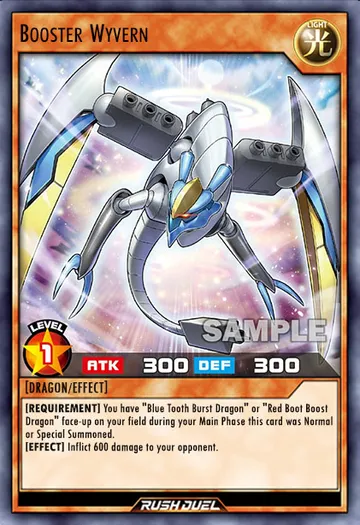 BOOSTER WYVERN
LIGHT
光
SAMPLE
LEVEL
1
ATK 300 DEF 300
[DRAGON/EFFECT]
[REQUIREMENT] You have "Blue Tooth Burst Dragon" or "Red Boot Boost
Dragon" face-up on your field during your Main Phase this card was Normal
or Special Summoned.
[EFFECT] Inflict 600 damage to your opponent.
RUSH DUEL